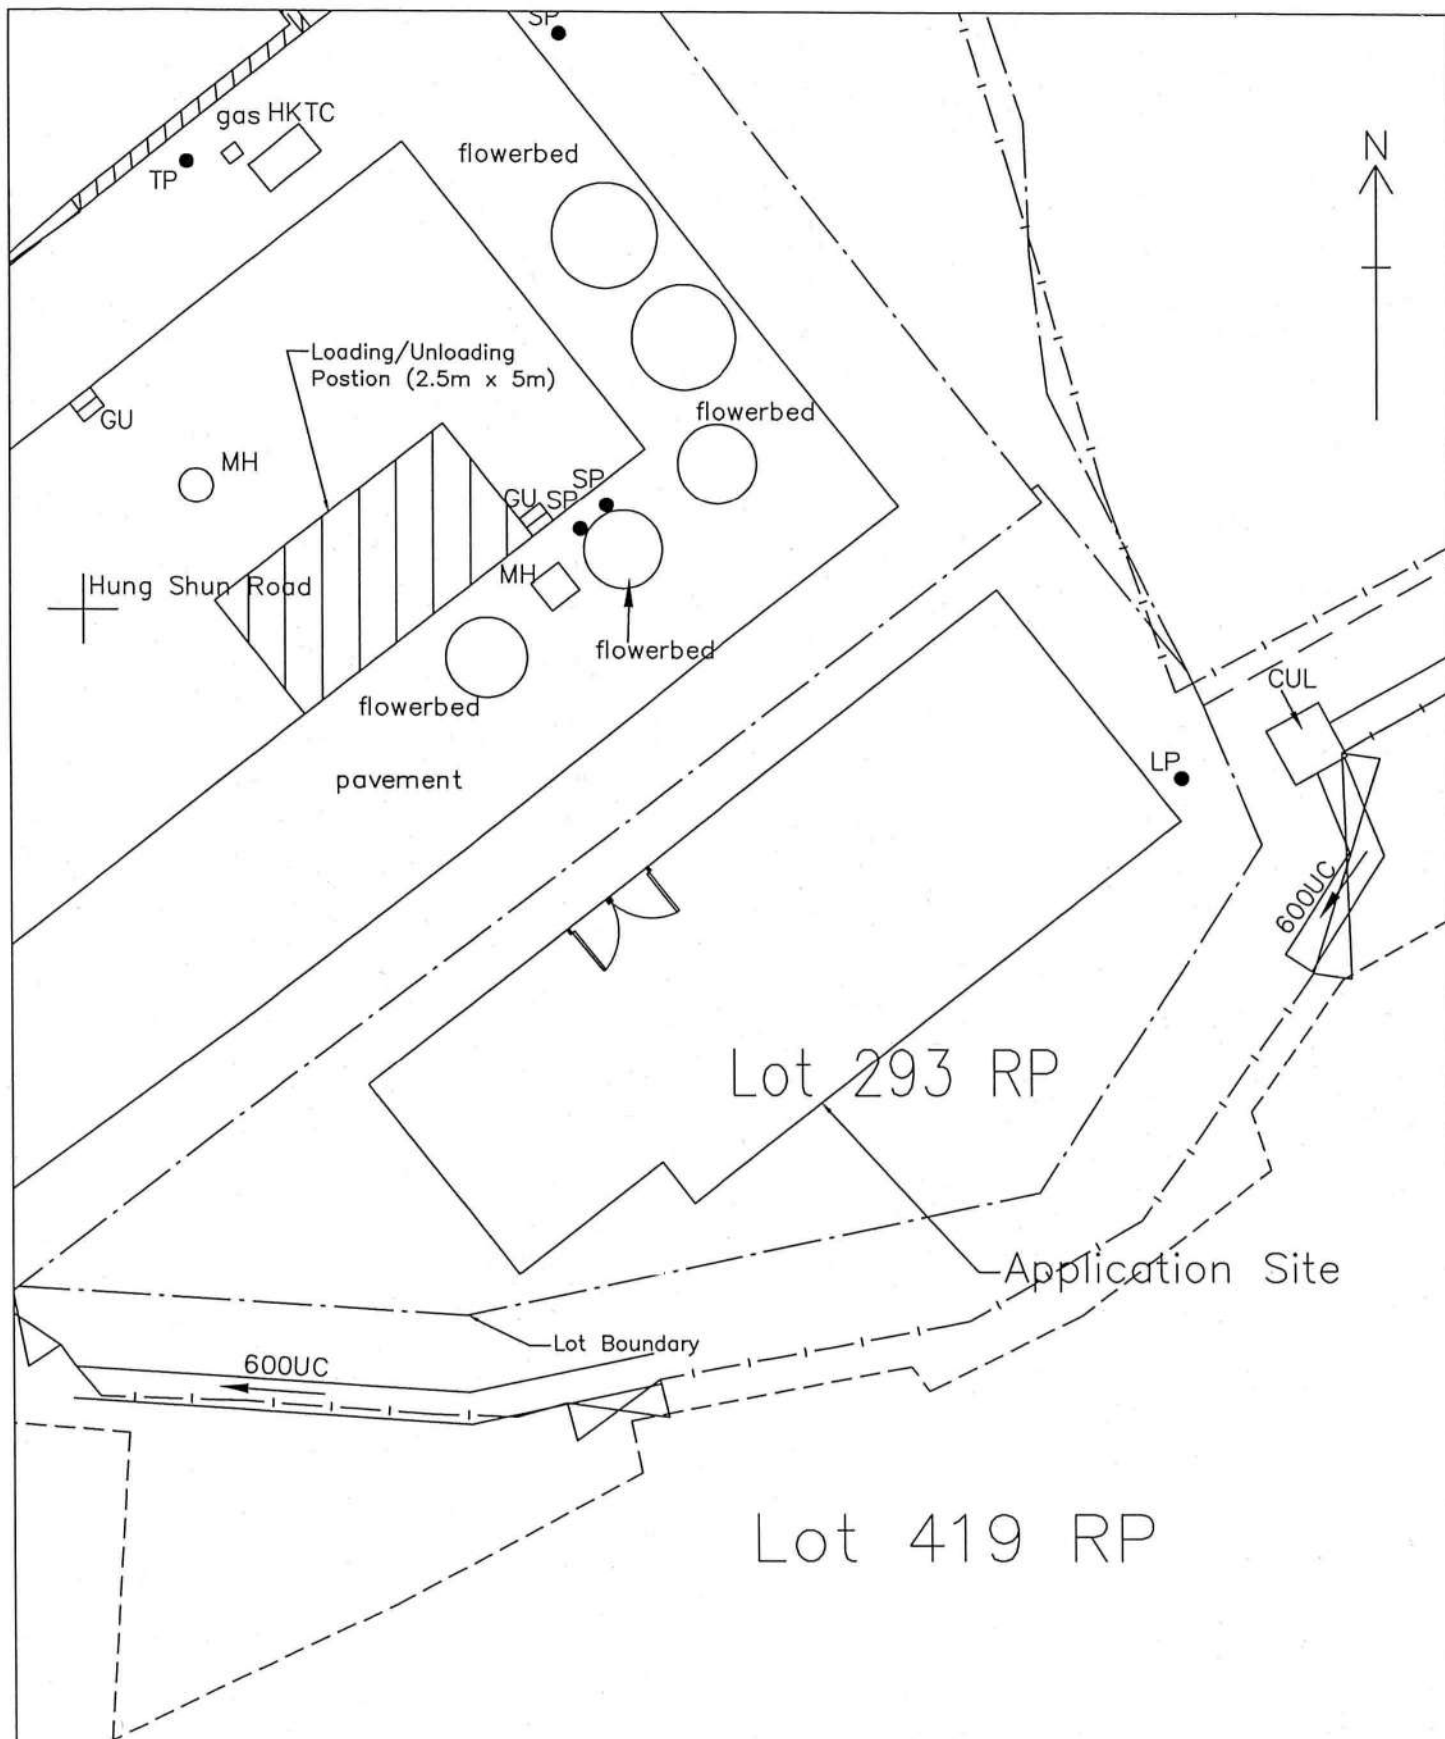 SP
gas HKTC
flowerbed
TP
N
Loading/Unloading
Postion (2.5m x 5m)
GU
flowerbed
MH
SP
GU SP
MH
Hung Shun Road
flowerbed
CUL
flowerbed
LP
pavement
600UC
Lot 293 RP
Application Site
Lot Boundary
600UC
Lot 419 RP